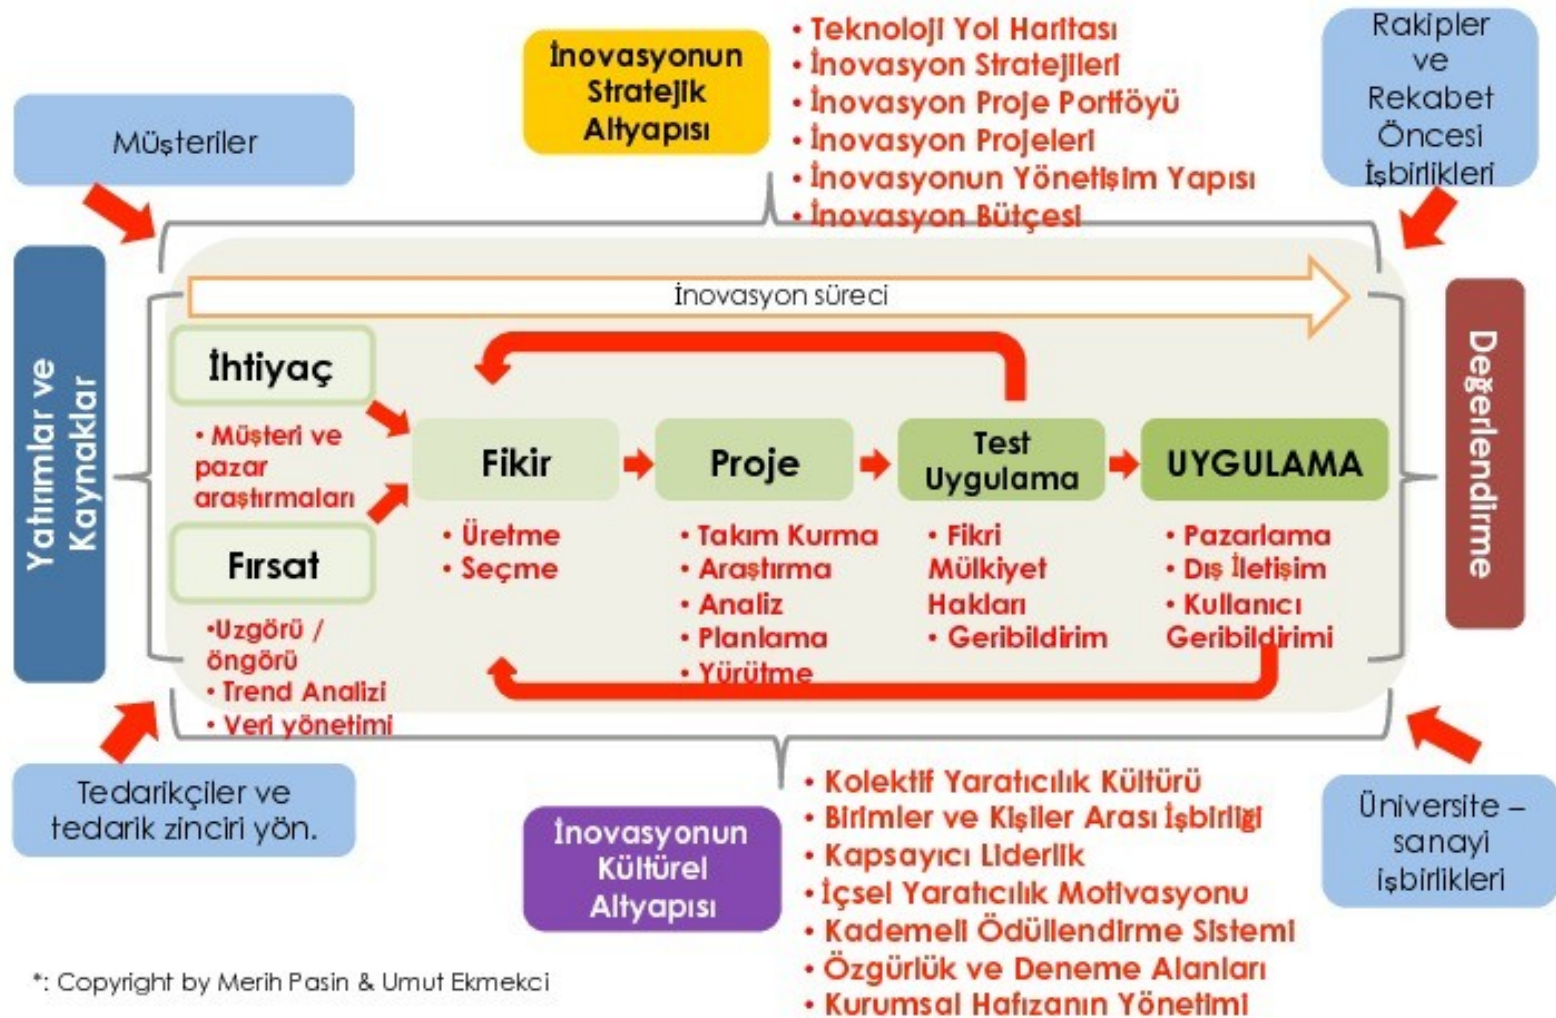 İnovasyonun
Stratejik
Altyapısı
• Teknoloji Yol Haritası
• İnovasyon Stratejileri
• İnovasyon Proje Portföyü
• İnovasyon Projeleri
• İnovasyonun Yönetişim Yapısı
• İnovasyon Bütçesi
Rakipler
ve
Rekabet
Öncesi
İşbirlikleri
Müşteriler
Yatırımlar ve
Kaynaklar
İnovasyon süreci
İhtiyaç
• Müşteri ve
pazar
araştırmaları
Fırsat
•Uzgörü /
öngörü
• Trend Analizi
• Veri yönetimi
Fikir
• Üretme
• Seçme
Proje
• Takım Kurma
• Araştırma
• Analiz
• Planlama
• Yürütme
Test
Uygulama
• Fikri
Mülkiyet
Hakları
• Geribildirim
UYGULAMA
• Pazarlama
• Dış İletişim
• Kullanıcı
Geribildirimi
Değerlendirme
Tedarikçiler ve
tedarik zinciri yön.
İnovasyonun
Kültürel
Altyapısı
• Kolektif Yaratıcılık Kültürü
• Birimler ve Kişiler Arası İşbirliği
• Kapsayıcı Liderlik
• İçsel Yaratıcılık Motivasyonu
• Kademeli Ödüllendirme Sistemi
• Özgürlük ve Deneme Alanları
• Kurumsal Hafızanın Yönetimi
Üniversite –
sanayi
işbirlikleri
*: Copyright by Merih Pasin & Umut Ekmekci